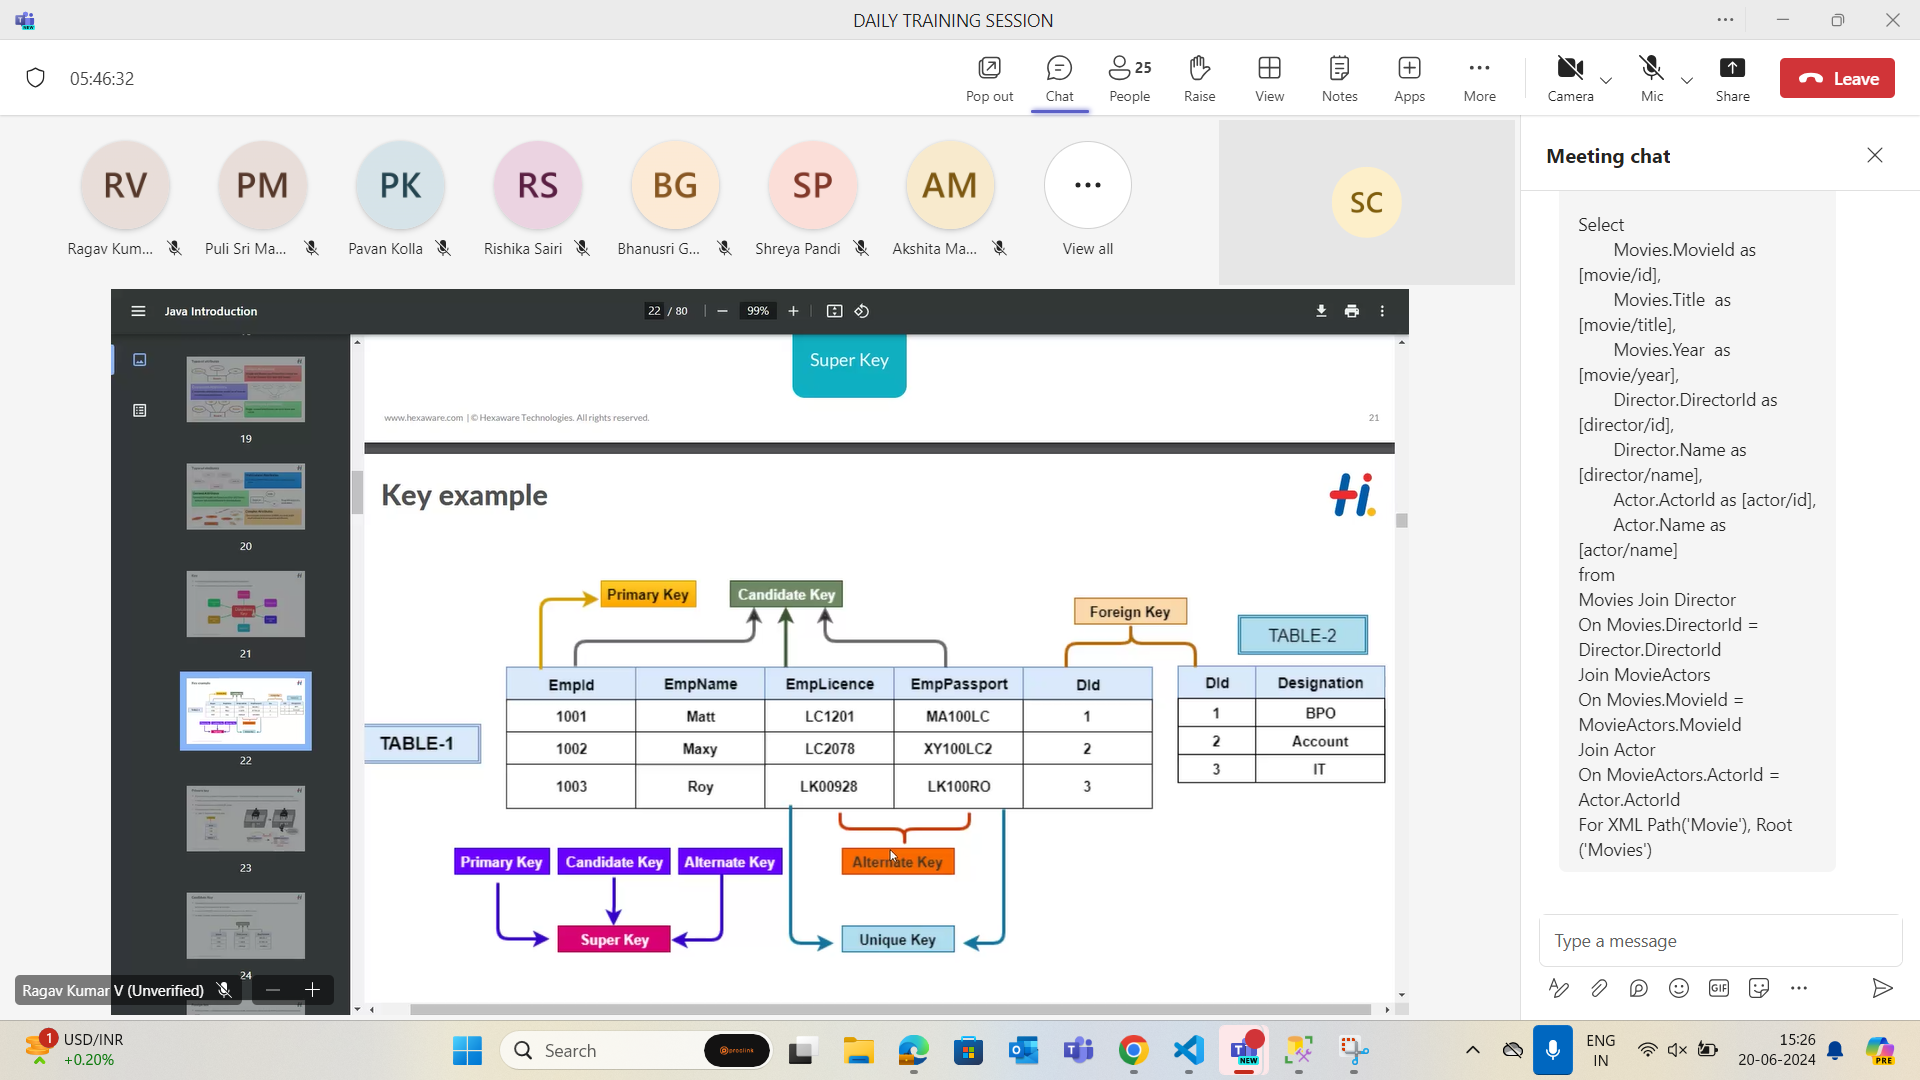 DAILY TRAINING SESSION
05:46:32
Pop out
Chat
25
People
Raise
View
Notes
Apps
More
Camera
Mic
Share
Leave
RV
PM
PK
RS
BG
SP
AM
SC
Ragav Kum...
Puli Sri Ma...
Pavan Kolla
Rishika Sairi
Bhanusri G...
Shreya Pandi
Akshita Ma...
View all
Java Introduction
22 / 80
99%
19
20
21
22
23
24
Super Key
www.hexaware.com | © Hexaware Technologies. All rights reserved.
21
Key example
Primary Key
Candidate Key
Foreign Key
TABLE-2
TABLE-1
EmpId EmpName EmpLicence EmpPassport DId
1001 Matt LC1201 MA100LC 1
1002 Maxy LC2078 XY100LC2 2
1003 Roy LK00928 LK100RO 3
DId Designation
1 BPO
2 Account
3 IT
Primary Key
Candidate Key
Alternate Key
Alternate Key
Super Key
Unique Key
Ragav Kumar V (Unverified)
Meeting chat
Select
Movies.MovieId as
[movie/id],
Movies.Title as
[movie/title],
Movies.Year as
[movie/year],
Director.DirectorId as
[director/id],
Director.Name as
[director/name],
Actor.ActorId as [actor/id],
Actor.Name as
[actor/name]
from
Movies Join Director
On Movies.DirectorId =
Director.DirectorId
Join MovieActors
On Movies.MovieId =
MovieActors.MovieId
Join Actor
On MovieActors.ActorId =
Actor.ActorId
For XML Path('Movie'), Root
('Movies')
Type a message
GIF
1
USD/INR
+0.20%
Search
proclink
NEW
ENG
IN
15:26
20-06-2024
PRE